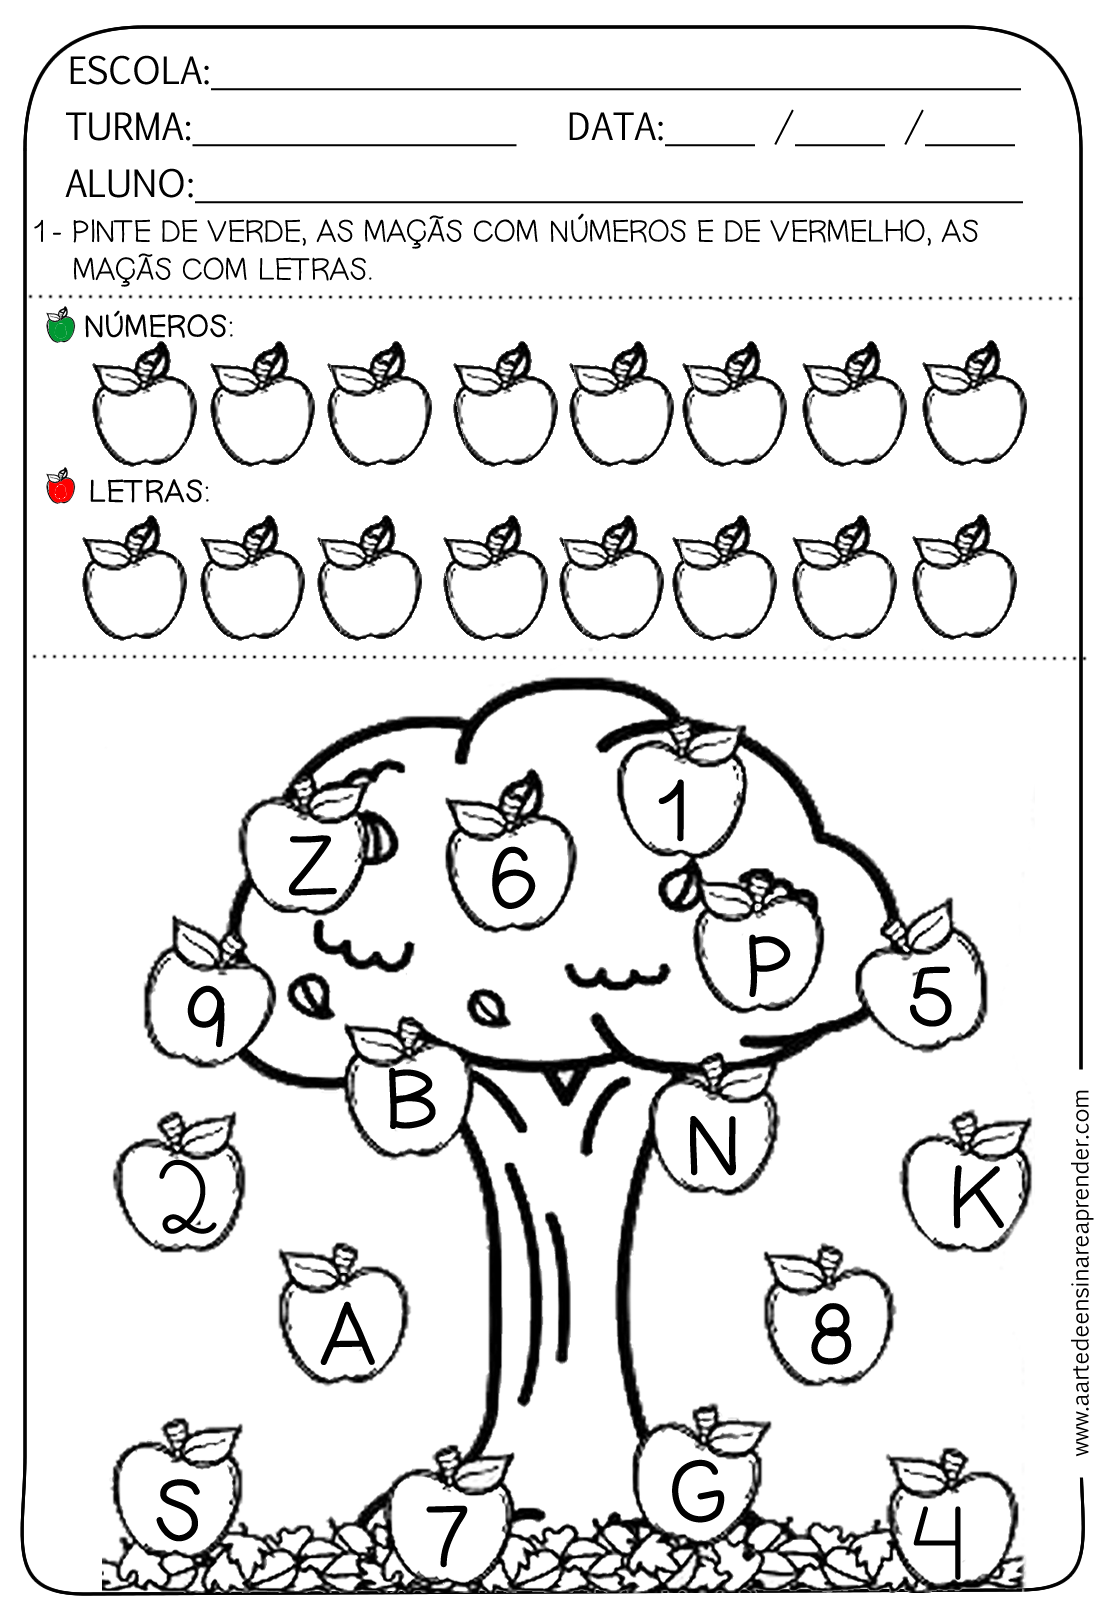 ESCOLA:
TURMA: DATA: / /
ALUNO:
1- PINTE DE VERDE, AS MAÇÃS COM NÚMEROS E DE VERMELHO, AS
MAÇÃS COM LETRAS.
NÚMEROS:
LETRAS:
1
Z
6
P
9
5
B
N
2
K
A
8
S
7
G
4
www.aartedeensinareaprender.com